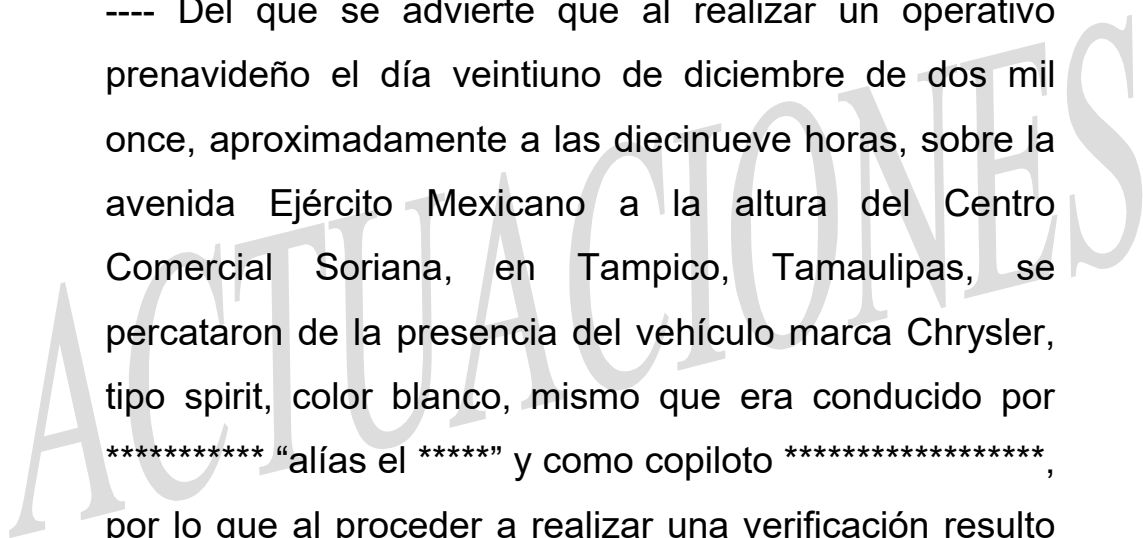 ---- Del que se advierte que al realizar un operativo
prenavideño el día veintiuno de diciembre de dos mil
once, aproximadamente a las diecinueve horas, sobre la
avenida Ejército Mexicano a la altura del Centro
Comercial Soriana, en Tampico, Tamaulipas, se
percataron de la presencia del vehículo marca Chrysler,
tipo spirit, color blanco, mismo que era conducido por
*********** “alías el *****” y como copiloto ******************,
por lo que al proceder a realizar una verificación resulto
ACTUACIONES